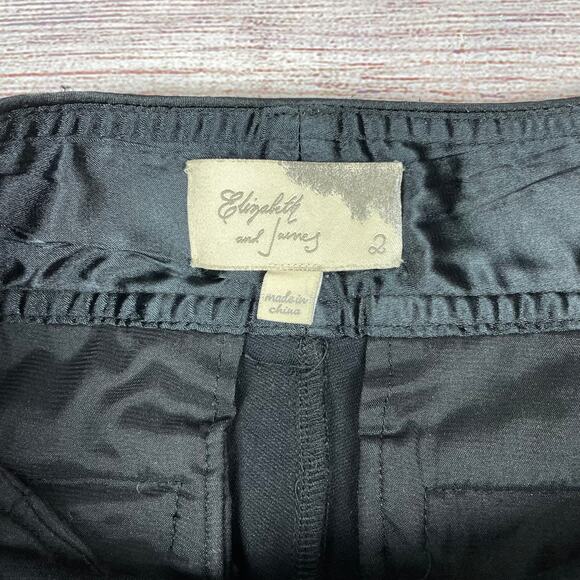 Elizabeth
and James
2
made in
china